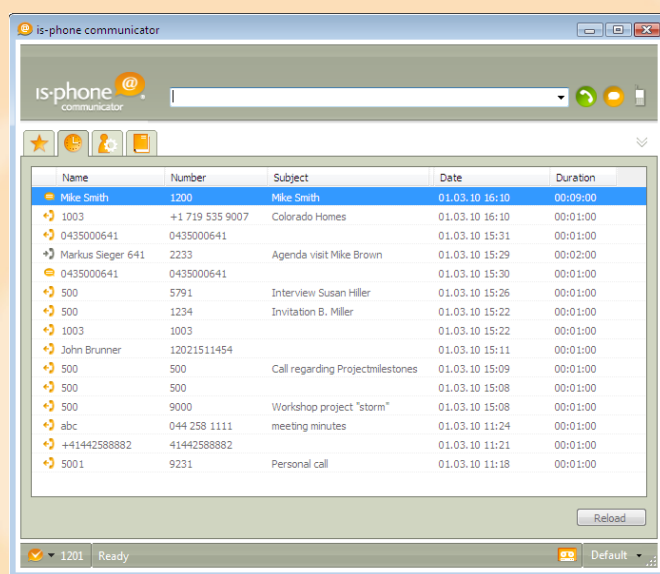 is-phone communicator
is-phone @.
communicator
Name Number Subject Date Duration
Mike Smith 1200 Mike Smith 01.03.10 16:10 00:09:00
1003 +1 719 535 9007 Colorado Homes 01.03.10 16:10 00:01:00
0435000641 0435000641 01.03.10 15:31 00:01:00
Markus Sieger 641 2233 Agenda visit Mike Brown 01.03.10 15:29 00:02:00
0435000641 0435000641 01.03.10 15:30 00:01:00
500 5791 Interview Susan Hiller 01.03.10 15:26 00:01:00
500 1234 Invitation B. Miller 01.03.10 15:22 00:01:00
1003 1003 01.03.10 15:22 00:01:00
John Brunner 12021511454 01.03.10 15:11 00:01:00
500 500 Call regarding Projectmilestones 01.03.10 15:09 00:01:00
500 500 01.03.10 15:08 00:01:00
500 9000 Workshop project "storm" 01.03.10 15:08 00:01:00
abc 044 258 1111 meeting minutes 01.03.10 11:24 00:01:00
+41442588882 41442588882 01.03.10 11:21 00:01:00
5001 9231 Personal call 01.03.10 11:18 00:01:00
Reload
1201 Ready Default